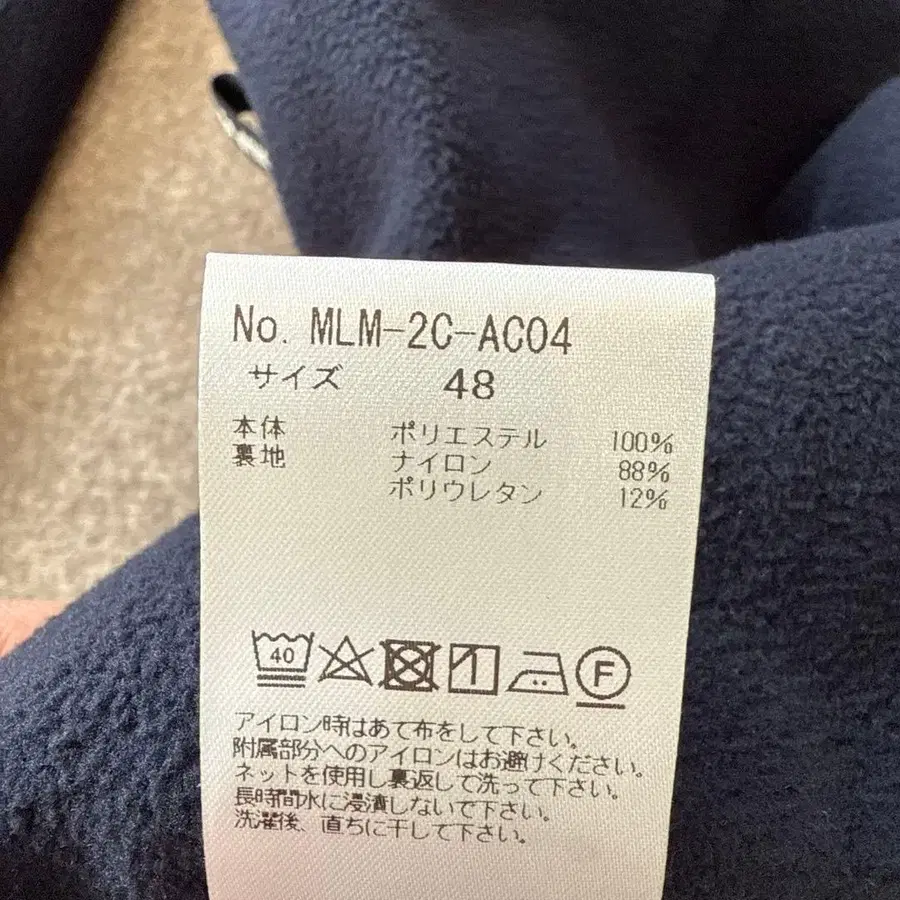 No. MLM-2C-AC04
サイズ 48
本体 ポリエステル 100%
裏地 ナイロン 88%
ポリウレタン 12%
40
F
アイロン時はあて布をして下さい。
附属部分へのアイロンはお避けください。
ネットを使用し裏返して洗って下さい。
長時間水に浸漬しないで下さい。
洗濯後、直ちに干して下さい。